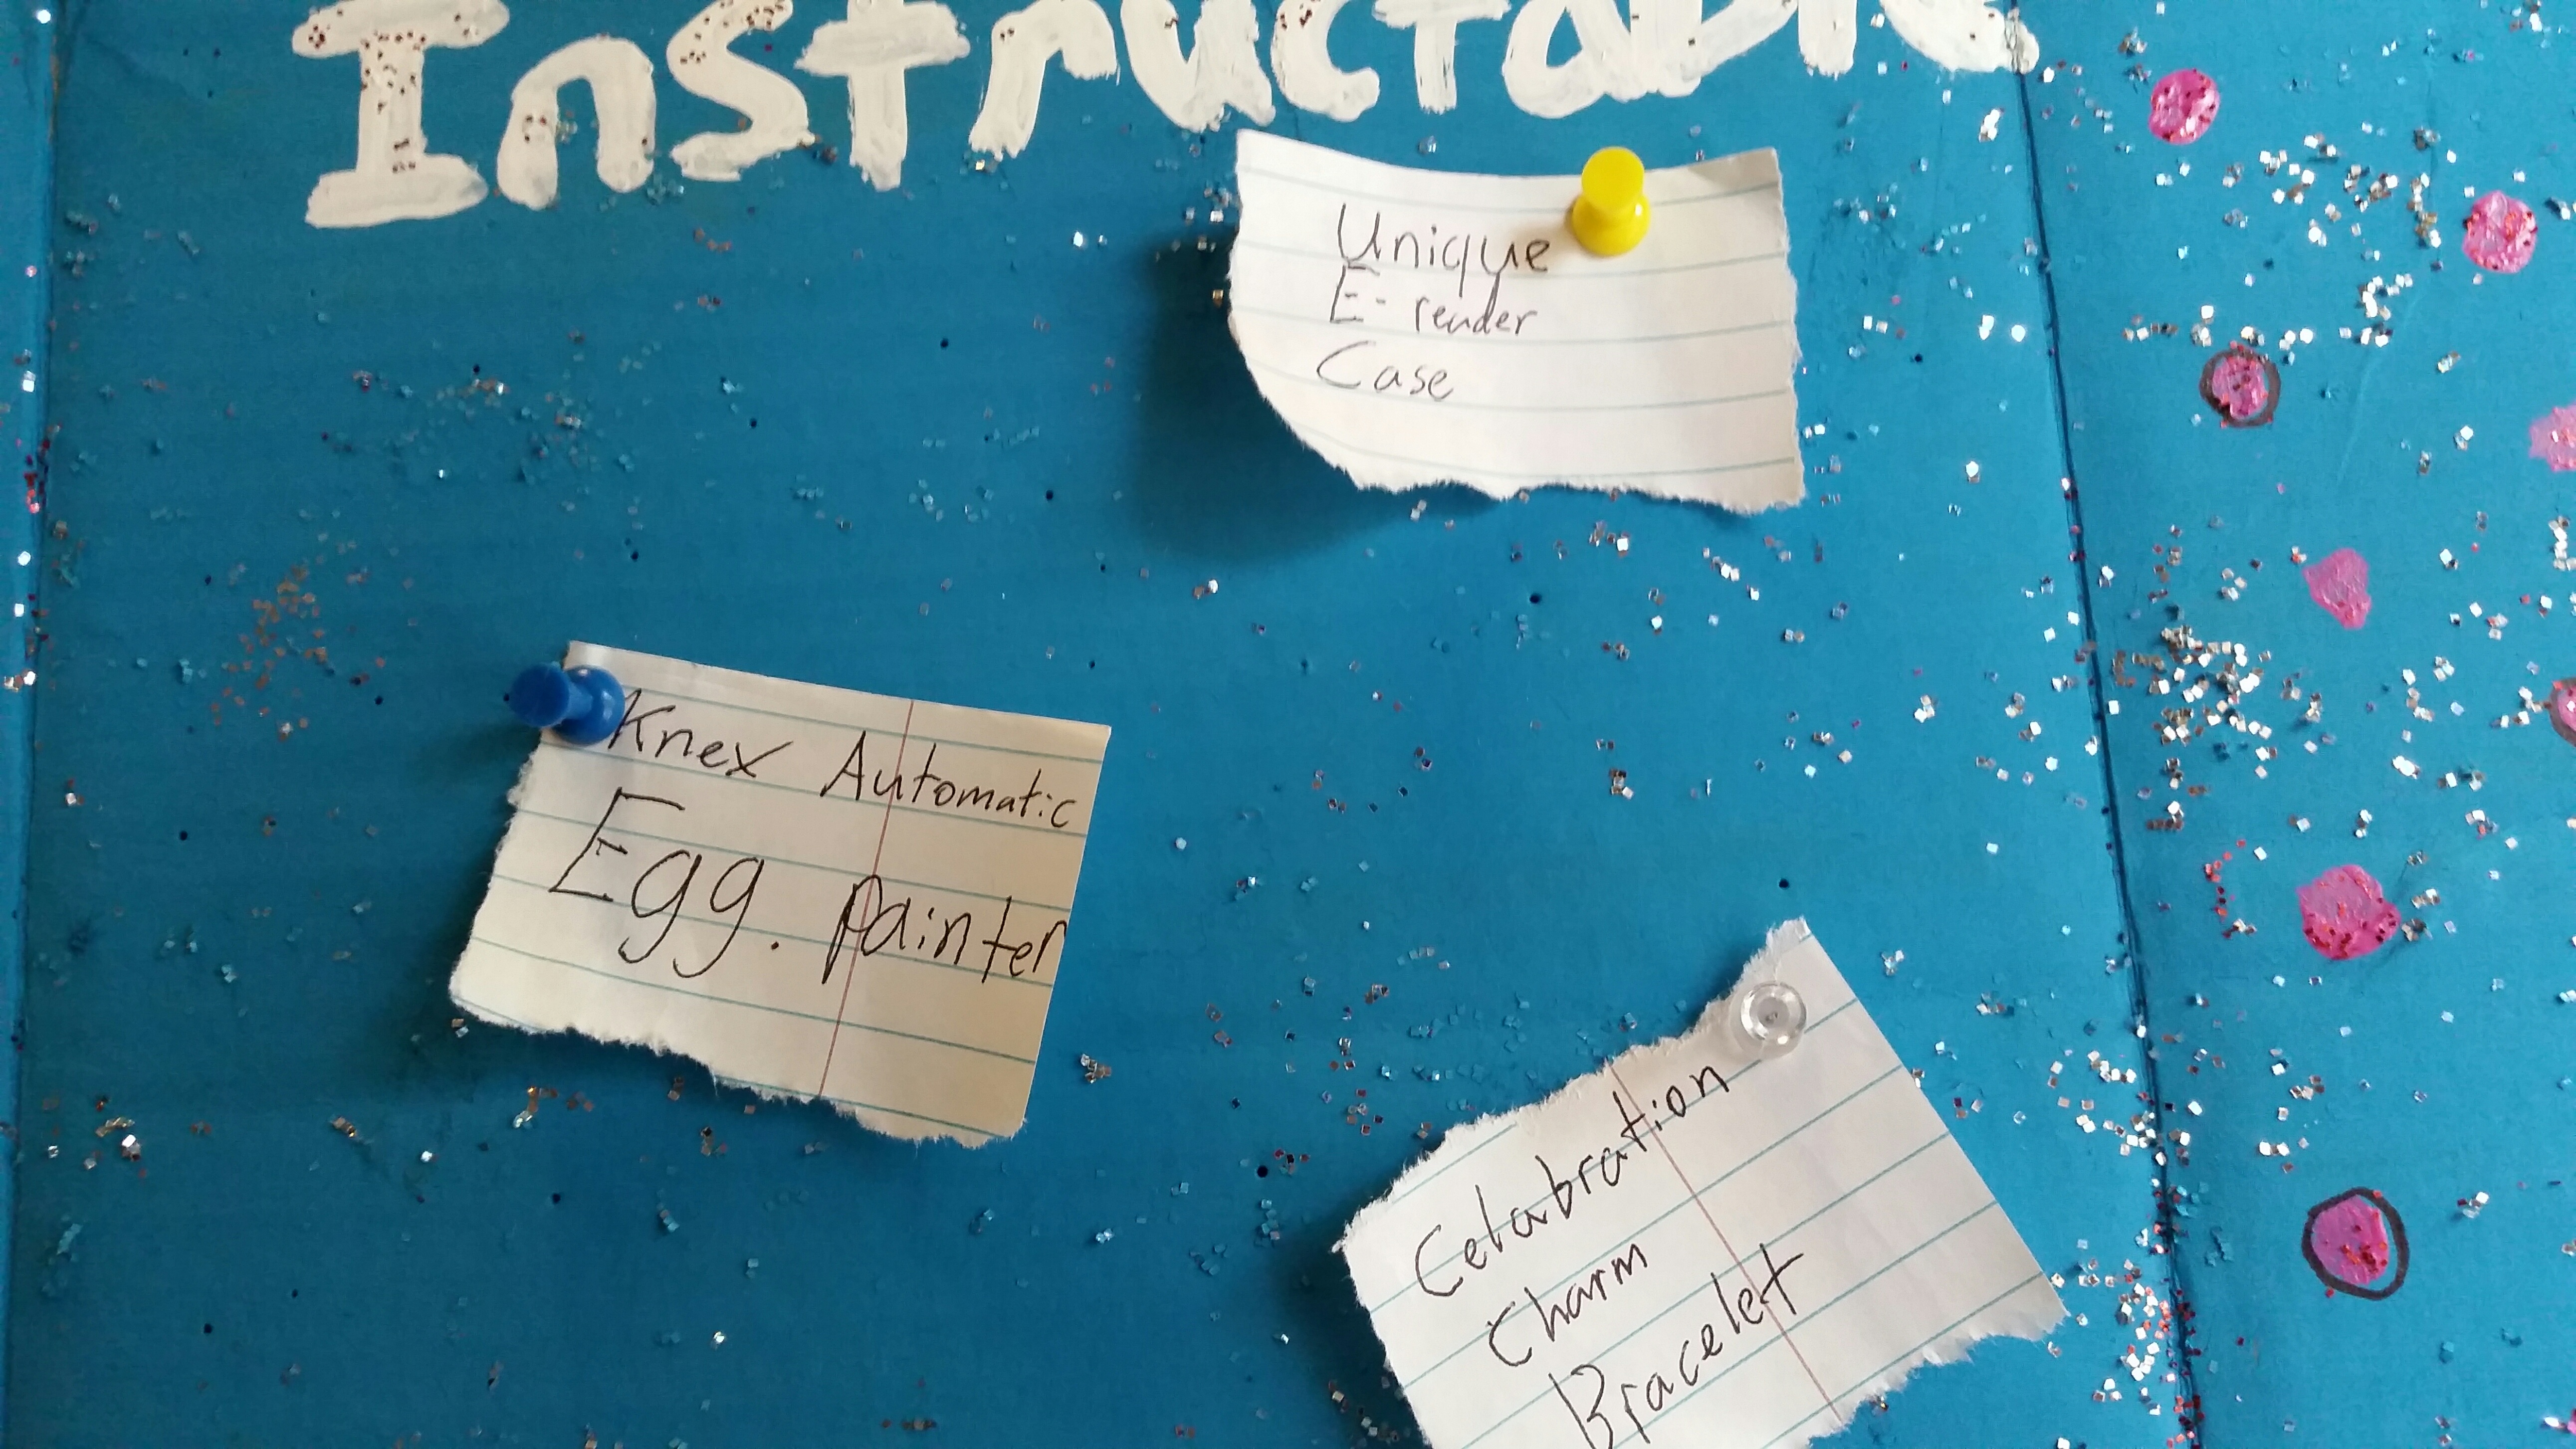 Instructable
Unique
E-reader
Case
Knex Automatic
Egg. painter
Celabration
Charm
Bracelet